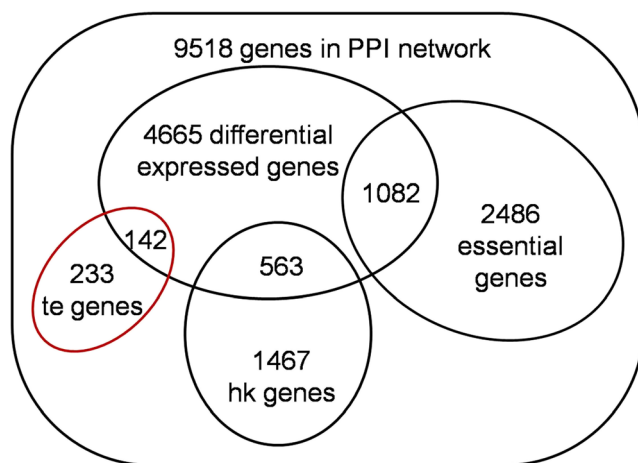 9518 genes in PPI network
4665 differential
expressed genes
1082
2486
essential
genes
142
563
233
te genes
1467
hk genes